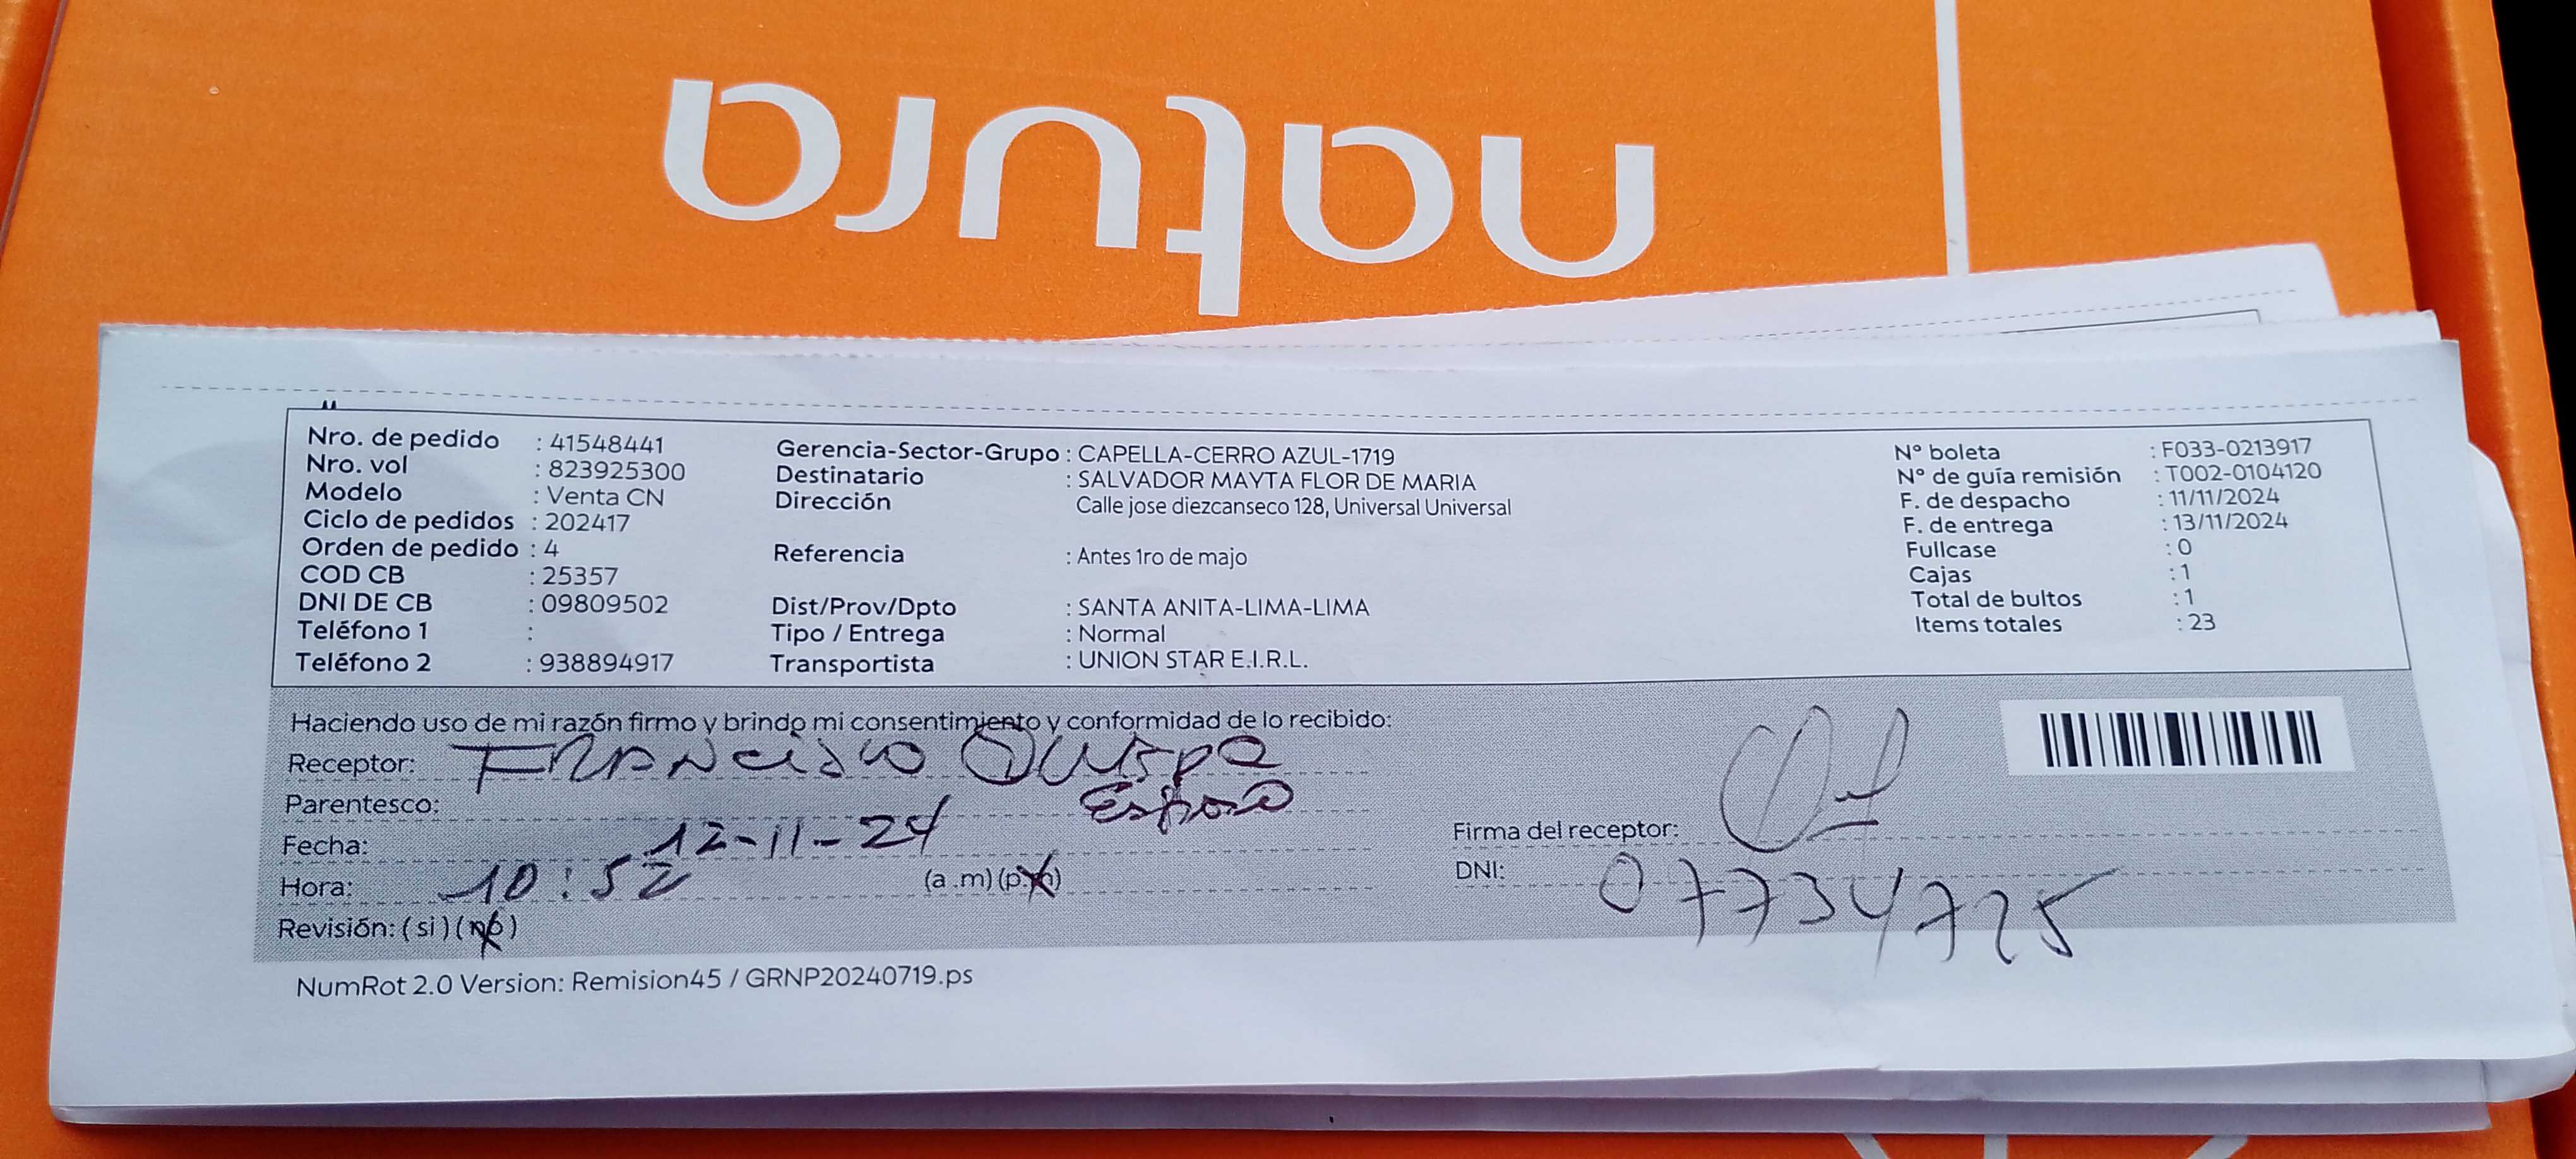 natura
Nro. de pedido : 41548441
Nro. vol : 823925300
Modelo : Venta CN
Ciclo de pedidos : 202417
Orden de pedido : 4
COD CB : 25357
DNI DE CB : 09809502
Teléfono 1 :
Teléfono 2 : 938894917
Gerencia-Sector-Grupo : CAPELLA-CERRO AZUL-1719
Destinatario : SALVADOR MAYTA FLOR DE MARIA
Dirección Calle jose diezcanseco 128, Universal Universal
Referencia : Antes 1ro de majo
Dist/Prov/Dpto : SANTA ANITA-LIMA-LIMA
Tipo / Entrega : Normal
Transportista : UNION STAR E.I.R.L.
N° boleta : F033-0213917
N° de guía remisión : T002-0104120
F. de despacho : 11/11/2024
F. de entrega : 13/11/2024
Fullcase : 0
Cajas : 1
Total de bultos : 1
Items totales : 23
Haciendo uso de mi razón firmo y brindo mi consentimiento y conformidad de lo recibido:
Receptor: FRANCISCO QUISPE
Parentesco: Esposo
Fecha: 12-11-24
Hora: 10:52 (a .m) (p.m)
Revisión: ( si ) ( no )
Firma del receptor:
DNI: 07734725
NumRot 2.0 Version: Remision45 / GRNP20240719.ps